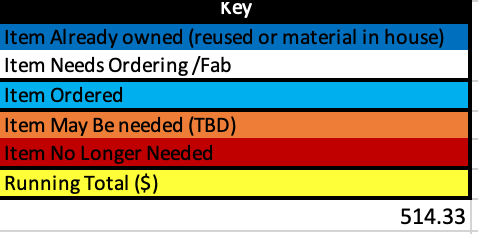 Key
Item Already owned (reused or material in house)
Item Needs Ordering /Fab
Item Ordered
Item May Be needed (TBD)
Item No Longer Needed
Running Total ($)
514.33